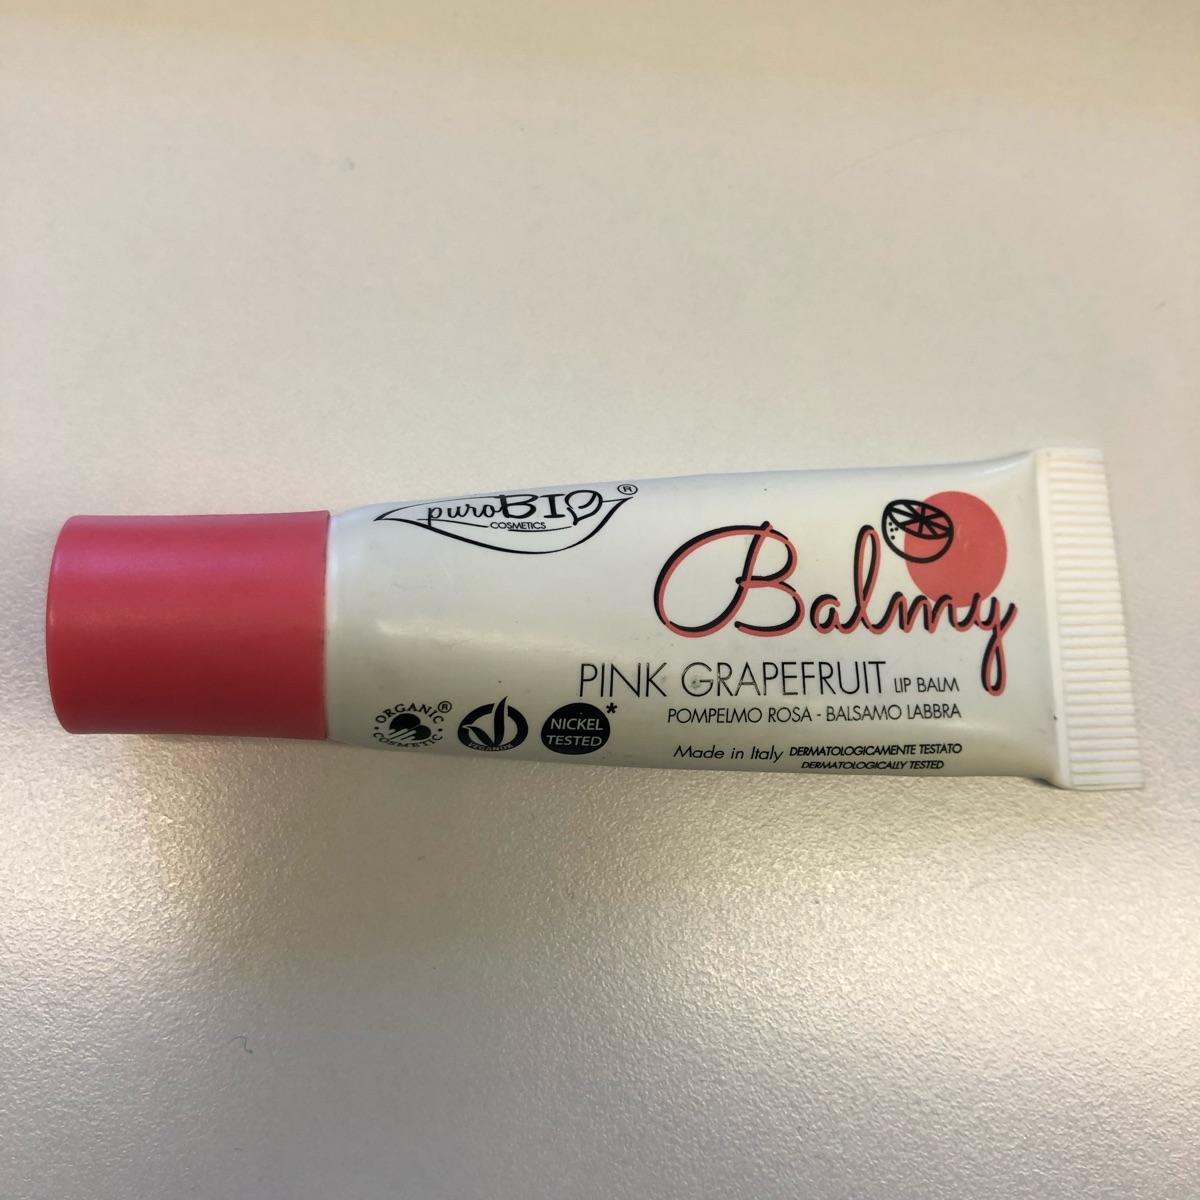 puroBIO®
COSMETICS
Balmy
PINK GRAPEFRUIT LIP BALM
POMPELMO ROSA - BALSAMO LABBRA
ORGANIC ®
COSMETIC
NICKEL *
TESTED
Made in Italy DERMATOLOGICAMENTE TESTATO
DERMATOLOGICALLY TESTED